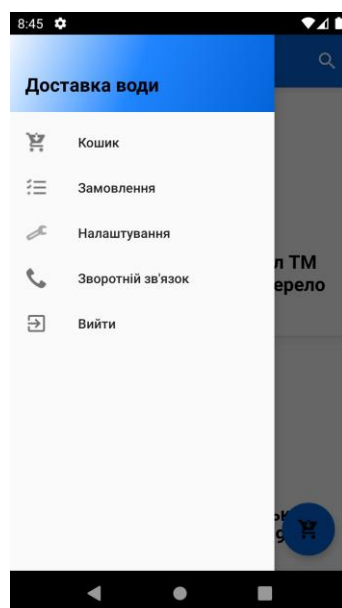 8:45
Доставка води
Кошик
Замовлення
Налаштування
л ТМ
Зворотній зв'язок
ерело
Вийти